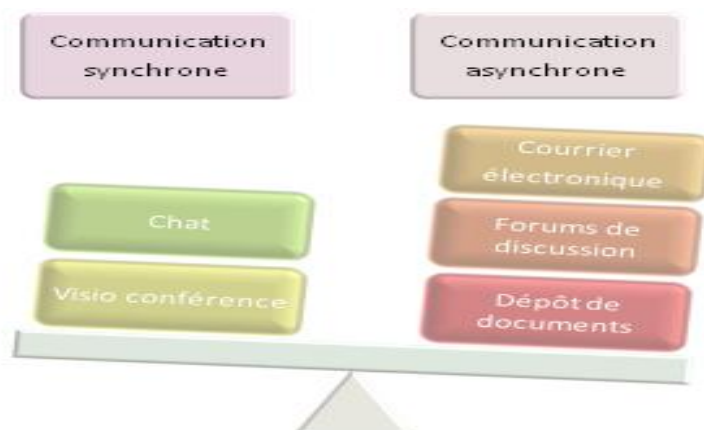 Communication
synchrone
Communication
asynchrone
Chat
Visio conférence
Courrier
électronique
Forums de
discussion
Dépôt de
documents